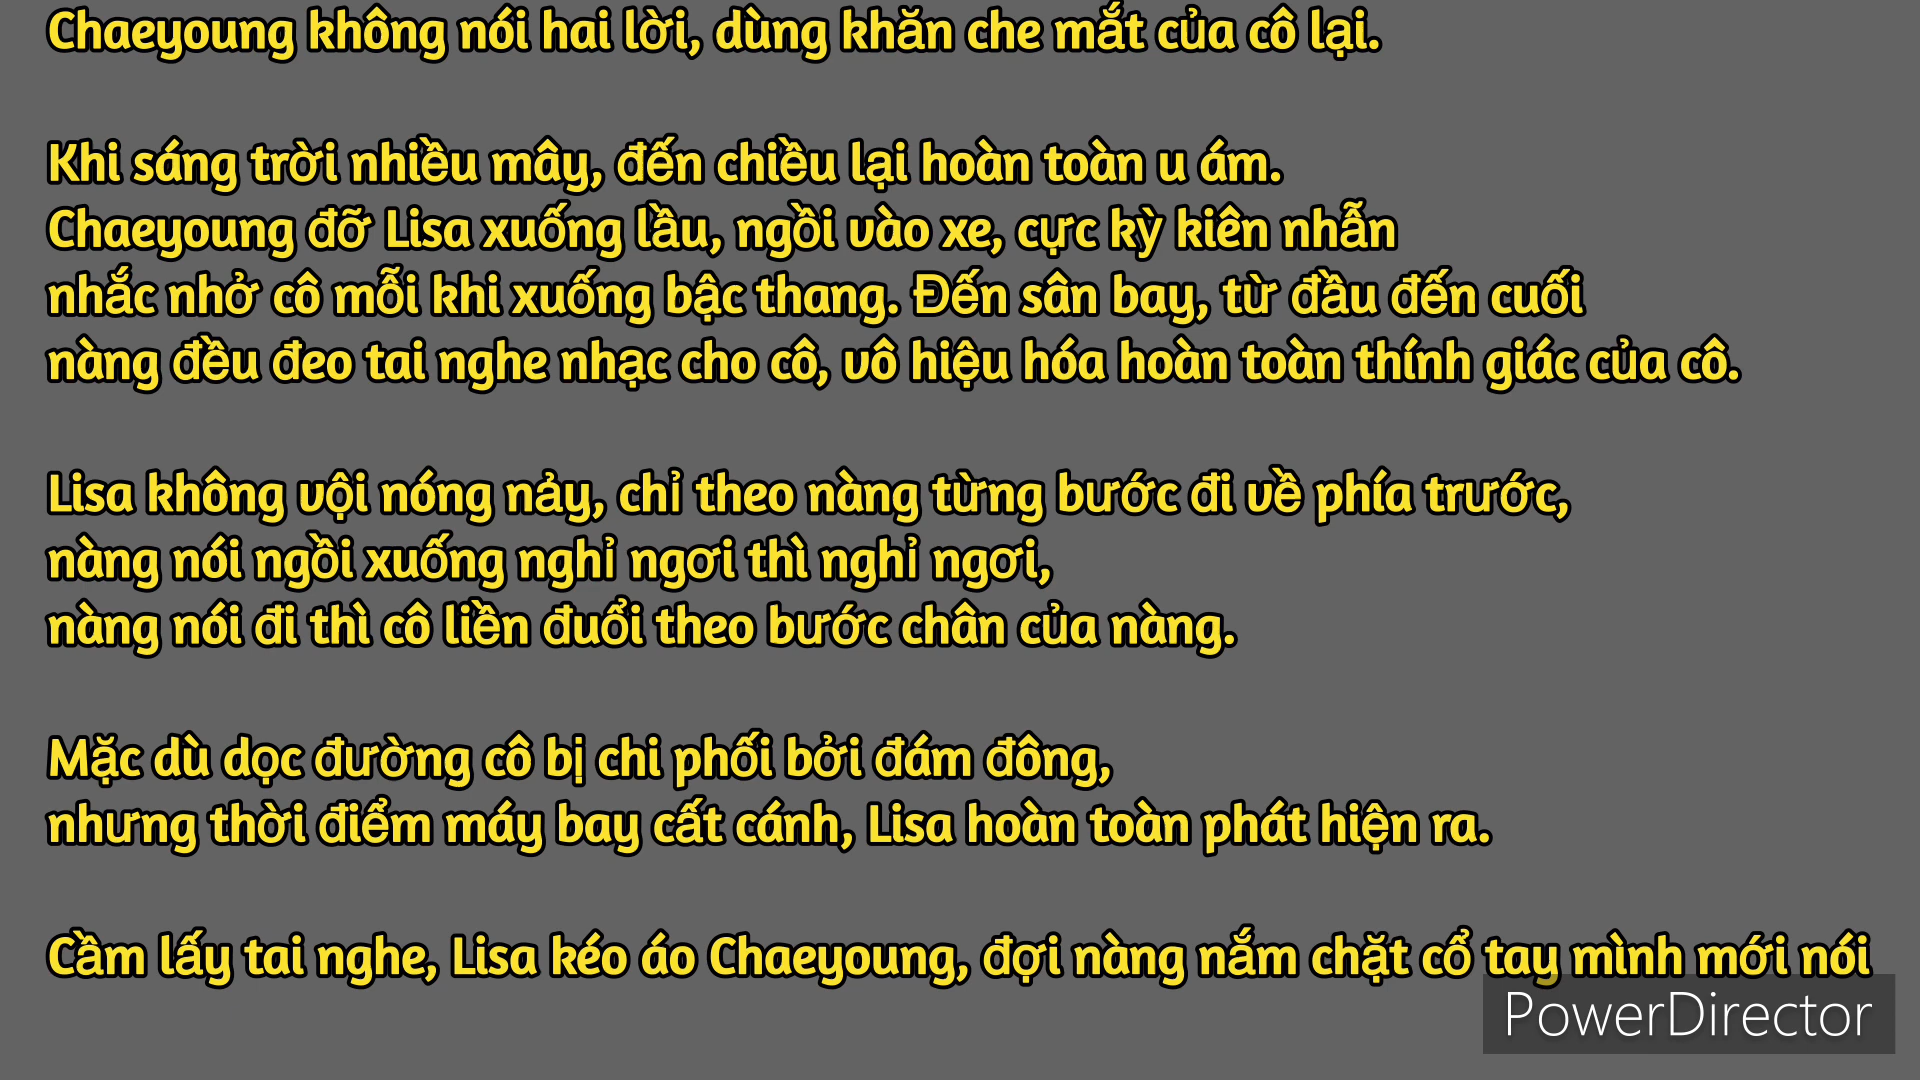 Chaeyoung không nói hai lời, dùng khăn che mắt của cô lại.
Khi sáng trời nhiều mây, đến chiều lại hoàn toàn u ám.
Chaeyoung đỡ Lisa xuống lầu, ngồi vào xe, cực kỳ kiên nhẫn
nhắc nhở cô mỗi khi xuống bậc thang. Đến sân bay, từ đầu đến cuối
nàng đều đeo tai nghe nhạc cho cô, vô hiệu hóa hoàn toàn thính giác của cô.
Lisa không vội nóng nảy, chỉ theo nàng từng bước đi về phía trước,
nàng nói ngồi xuống nghỉ ngơi thì nghỉ ngơi,
nàng nói đi thì cô liền đuổi theo bước chân của nàng.
Mặc dù dọc đường cô bị chi phối bởi đám đông,
nhưng thời điểm máy bay cất cánh, Lisa hoàn toàn phát hiện ra.
Cầm lấy tai nghe, Lisa kéo áo Chaeyoung, đợi nàng nắm chặt cổ tay mình mới nói
PowerDirector